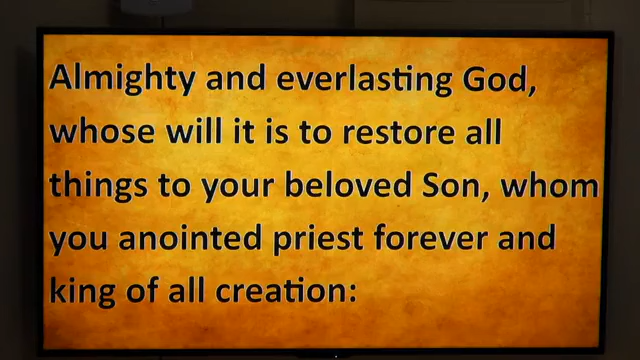 Almighty and everlasting God,
whose will it is to restore all
things to your beloved Son, whom
you anointed priest forever and
king of all creation: